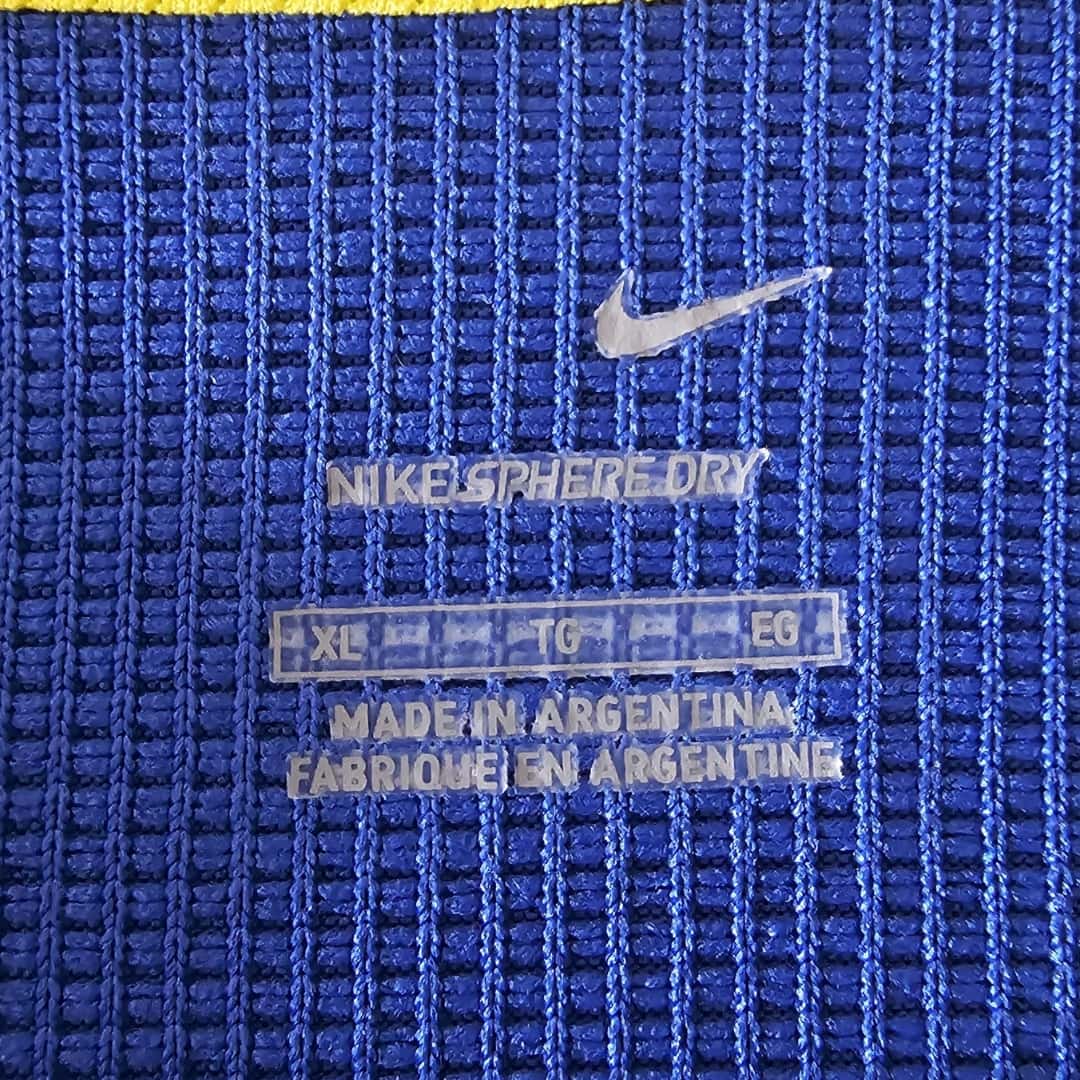 NIKE SPHERE DRY
XL TG EG
MADE IN ARGENTINA
FABRIQUE EN ARGENTINE